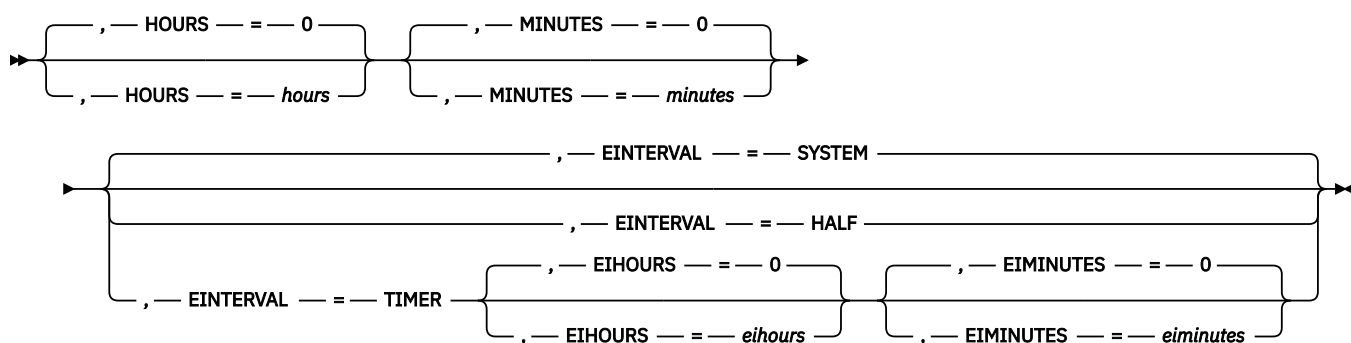 , HOURS = 0 , MINUTES = 0
, HOURS = hours , MINUTES = minutes
, EINTERVAL = SYSTEM
, EINTERVAL = HALF
, EIHOURS = 0 , EIMINUTES = 0
, EINTERVAL = TIMER
, EIHOURS = eihours , EIMINUTES = eiminutes